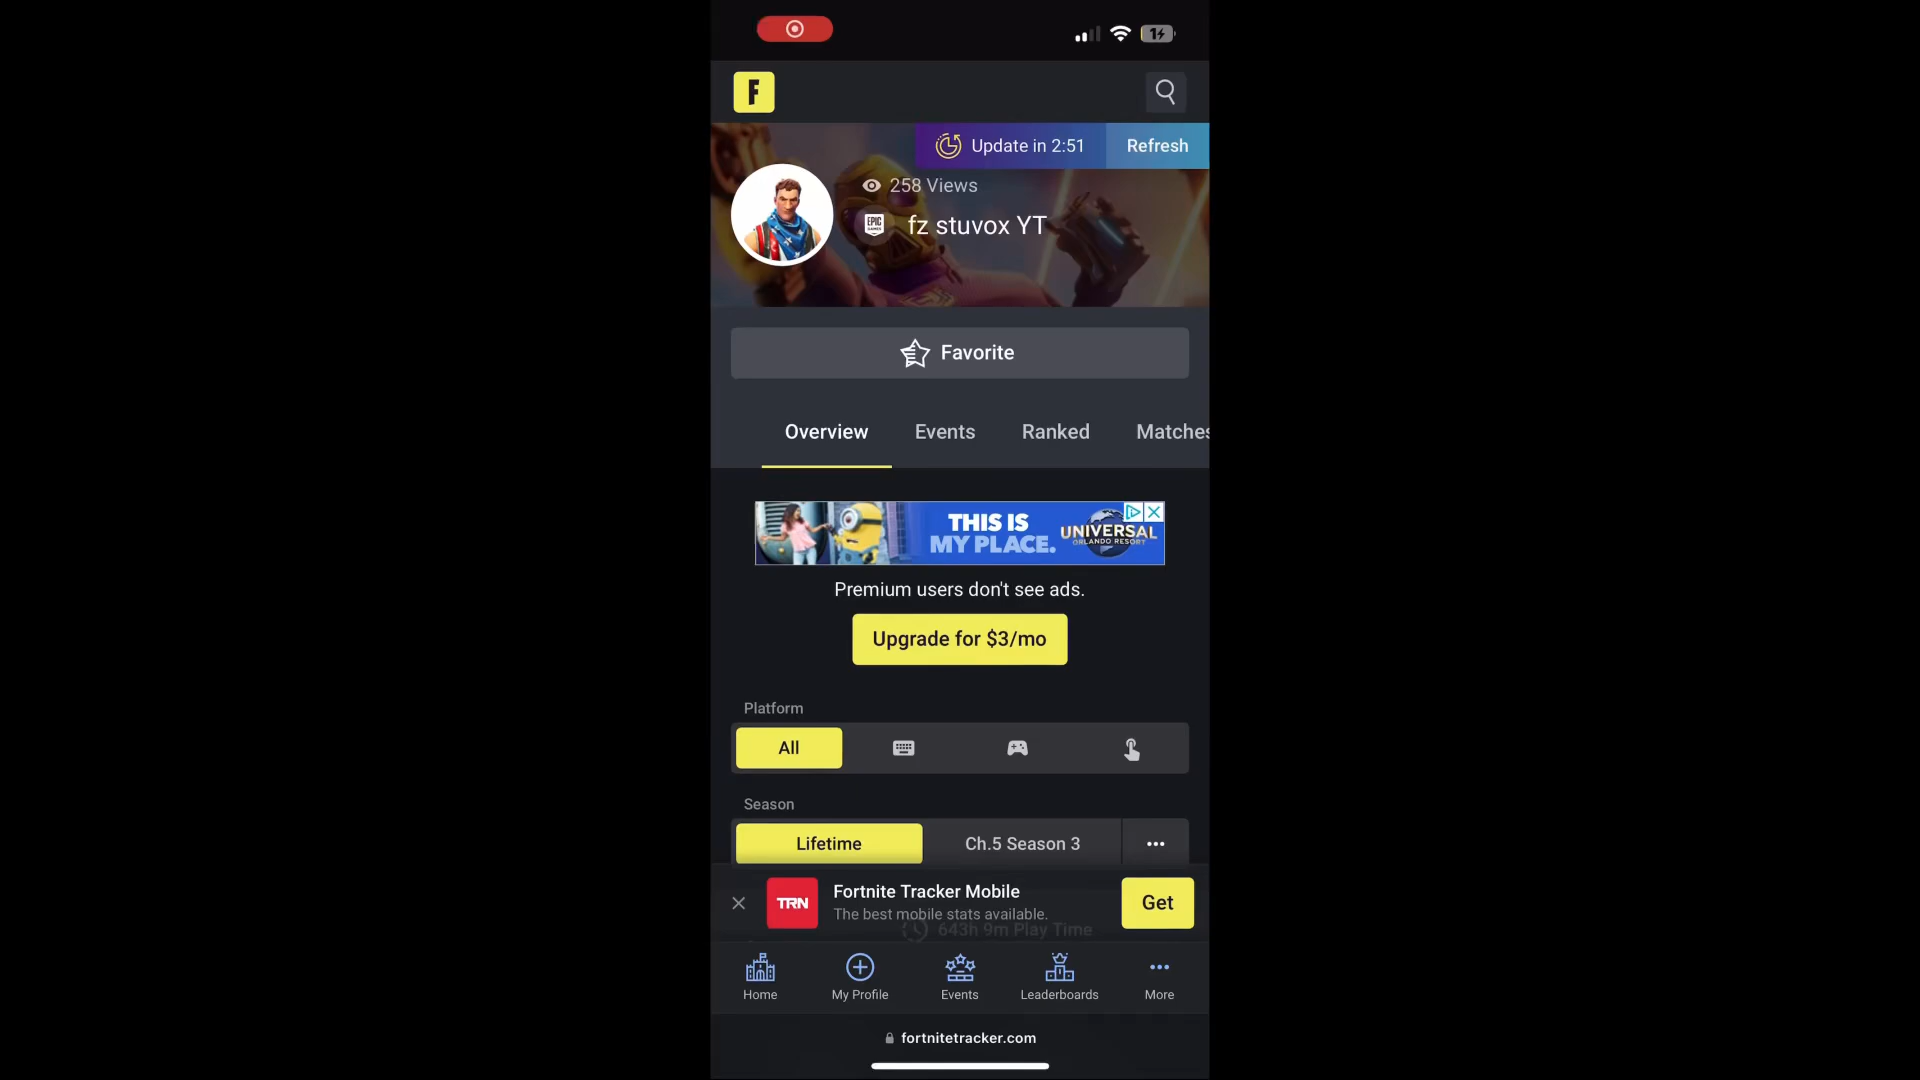 1
F
Update in 2:51
Refresh
258 Views
EPIC GAMES
fz stuvox YT
Favorite
Overview
Events
Ranked
Matches
THIS IS
MY PLACE.
UNIVERSAL
ORLANDO RESORT
Premium users don't see ads.
Upgrade for $3/mo
Platform
All
Season
Lifetime
Ch.5 Season 3
TRN
Fortnite Tracker Mobile
The best mobile stats available.
Get
643h 9m Play Time
Home
My Profile
Events
Leaderboards
More
fortnitetracker.com